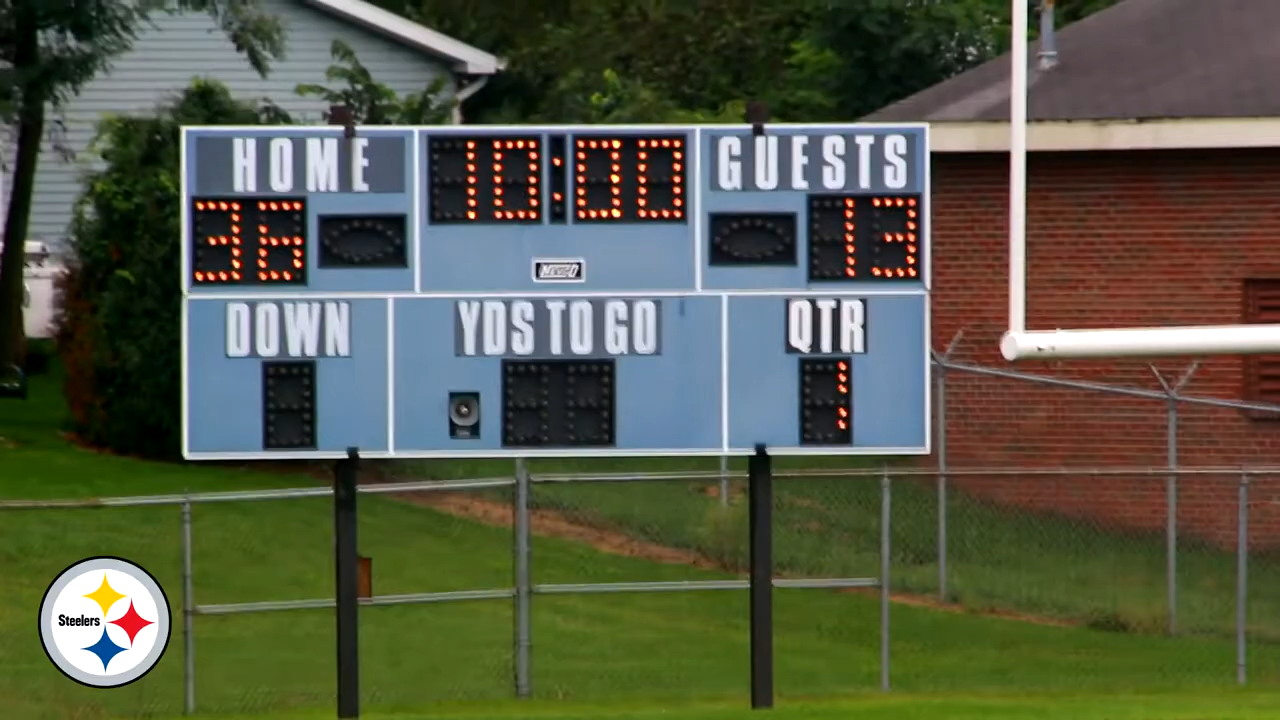 HOME 10:00 GUESTS
36 13
DOWN YDS TO GO QTR
1
Steelers